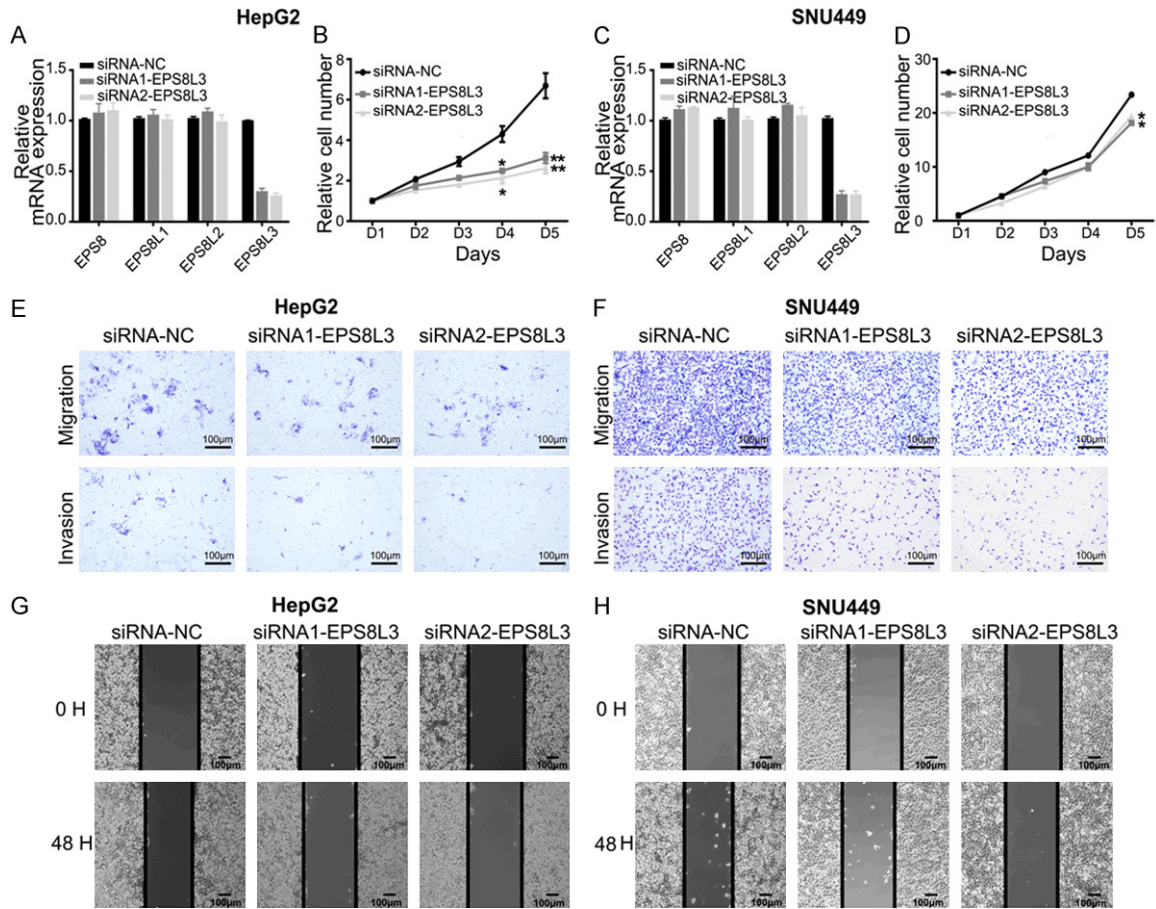 HepG2
SNU449
A
Relative
mRNA expression
1.5
1.0
0.5
0.0
siRNA-NC
siRNA1-EPS8L3
siRNA2-EPS8L3
EPS8
EPS8L1
EPS8L2
EPS8L3
B
Relative cell number
8
6
4
2
0
siRNA-NC
siRNA1-EPS8L3
siRNA2-EPS8L3
*
*
**
**
D1 D2 D3 D4 D5
Days
C
Relative
mRNA expression
1.5
1.0
0.5
0.0
siRNA-NC
siRNA1-EPS8L3
siRNA2-EPS8L3
EPS8
EPS8L1
EPS8L2
EPS8L3
D
Relative cell number
30
20
10
0
siRNA-NC
siRNA1-EPS8L3
siRNA2-EPS8L3
*
*
D1 D2 D3 D4 D5
Days
E
HepG2
siRNA-NC siRNA1-EPS8L3 siRNA2-EPS8L3
Migration
100µm 100µm 100µm
Invasion
100µm 100µm 100µm
F
SNU449
siRNA-NC siRNA1-EPS8L3 siRNA2-EPS8L3
Migration
100µm 100µm 100µm
Invasion
100µm 100µm 100µm
G
HepG2
siRNA-NC siRNA1-EPS8L3 siRNA2-EPS8L3
0 H
100µm 100µm 100µm
48 H
100µm 100µm 100µm
H
SNU449
siRNA-NC siRNA1-EPS8L3 siRNA2-EPS8L3
0 H
100µm 100µm 100µm
48 H
100µm 100µm 100µm